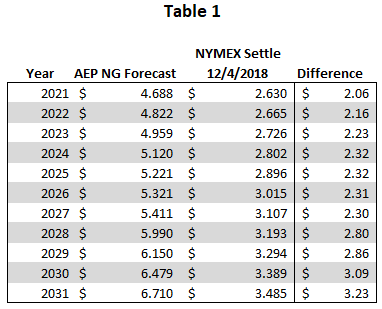 Table 1
NYMEX Settle
Year AEP NG Forecast 12/4/2018 Difference
2021 $ 4.688 $ 2.630 $ 2.06
2022 $ 4.822 $ 2.665 $ 2.16
2023 $ 4.959 $ 2.726 $ 2.23
2024 $ 5.120 $ 2.802 $ 2.32
2025 $ 5.221 $ 2.896 $ 2.32
2026 $ 5.321 $ 3.015 $ 2.31
2027 $ 5.411 $ 3.107 $ 2.30
2028 $ 5.990 $ 3.193 $ 2.80
2029 $ 6.150 $ 3.294 $ 2.86
2030 $ 6.479 $ 3.389 $ 3.09
2031 $ 6.710 $ 3.485 $ 3.23